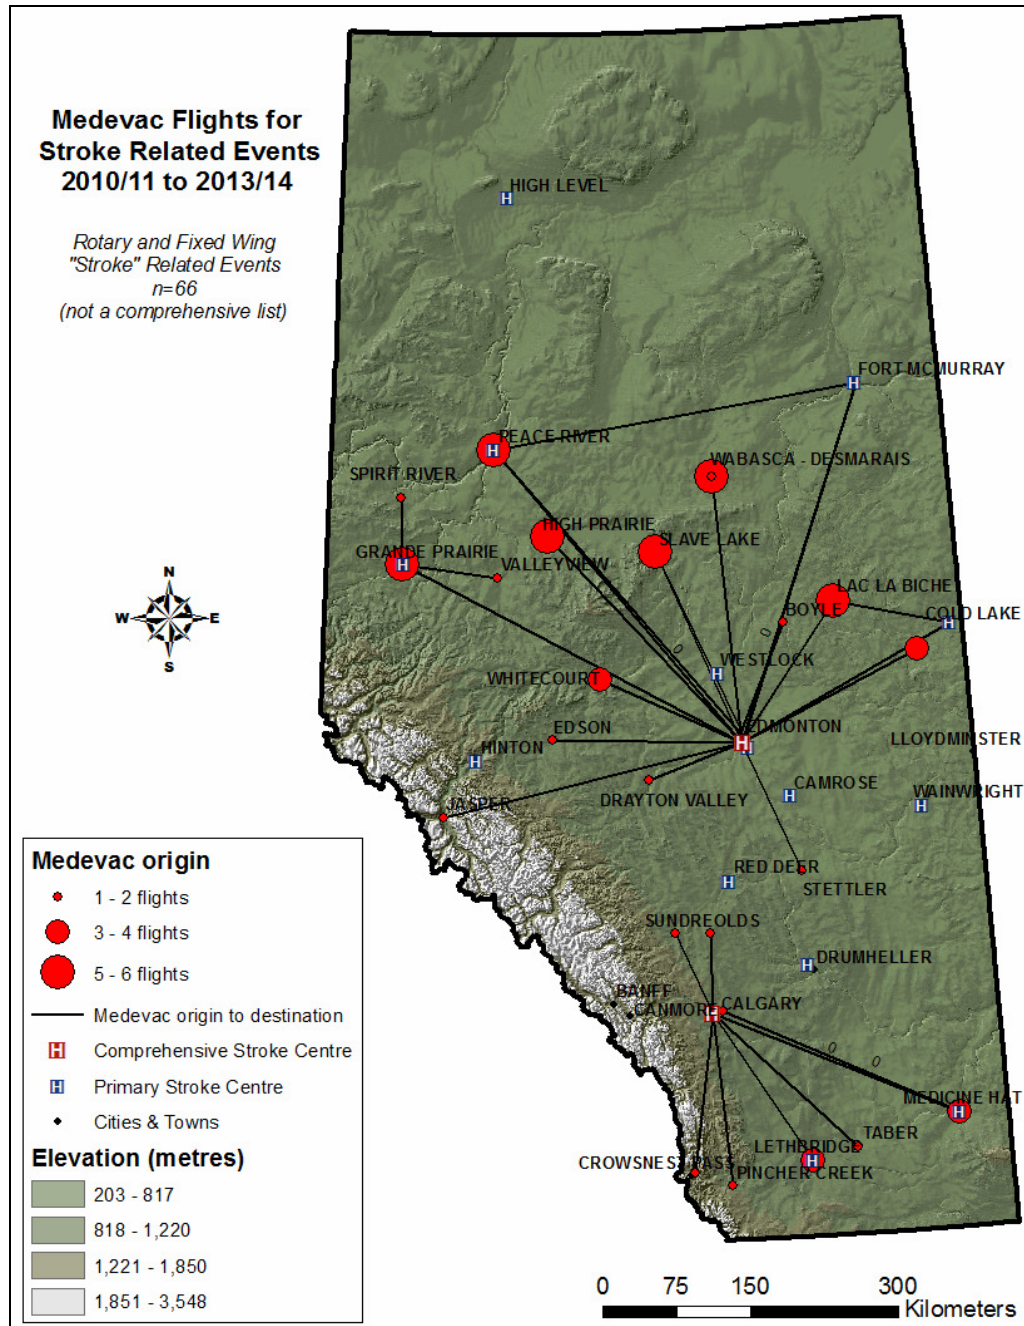 Medevac Flights for
Stroke Related Events
2010/11 to 2013/14
Rotary and Fixed Wing
"Stroke" Related Events
n=66
(not a comprehensive list)
HIGH LEVEL
FORT MCMURRAY
PEACE RIVER
WABASCA - DESMARAIS
SPIRIT RIVER
HIGH PRAIRIE
SLAVE LAKE
GRANDE PRAIRIE
VALLEYVIEW
LAC LA BICHE
BOYLE
COLD LAKE
0
0
0
WESTLOCK
WHITECOURT
EDMONTON
EDSON
HINTON
LLOYDMINSTER
DRAYTON VALLEY
CAMROSE
WAINWRIGHT
JASPER
RED DEER
STETTLER
SUNDREOLDS
DRUMHELLER
BANFF
CANMORE
CALGARY
0
0
MEDICINE HAT
TABER
LETHBRIDGE
CROWSNEST PASS
PINCHER CREEK
N
W
E
S
Medevac origin
1 - 2 flights
3 - 4 flights
5 - 6 flights
Medevac origin to destination
H Comprehensive Stroke Centre
H Primary Stroke Centre
Cities & Towns
Elevation (metres)
203 - 817
818 - 1,220
1,221 - 1,850
1,851 - 3,548
0 75 150 300
Kilometers